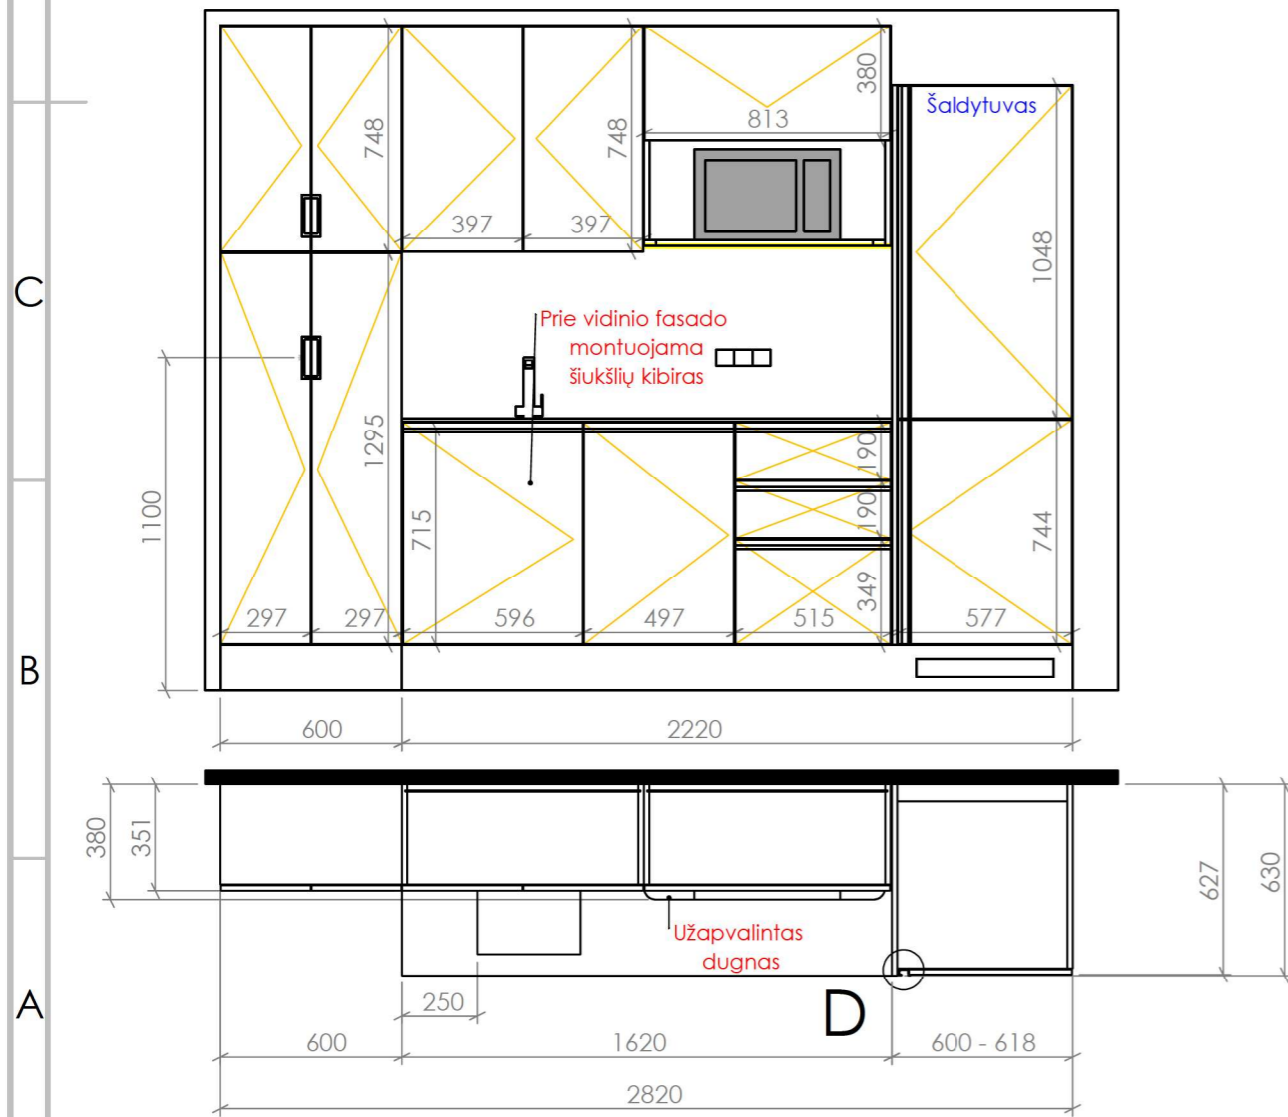 380
Šaldytuvas
813
748
748
397
397
1048
C
Prie vidinio fasado
montuojama
šiukšlių kibiras
1295
190
1100
190
715
744
349
297
297
596
497
515
577
B
600
2220
380
351
627
630
Užapvalintas
dugnas
A
250
D
600
1620
600 - 618
2820